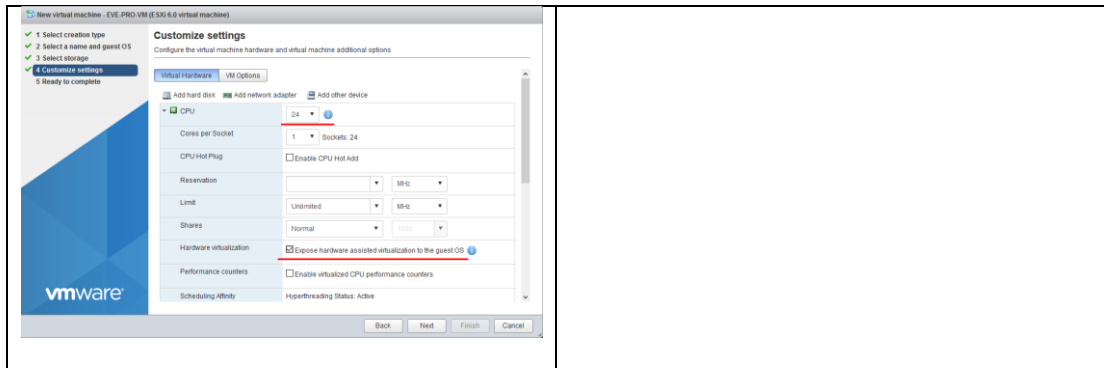 New virtual machine - EVE-PRO-VM (ESXi 6.0 virtual machine)
1 Select creation type
2 Select a name and guest OS
3 Select storage
4 Customize settings
5 Ready to complete
Customize settings
Configure the virtual machine hardware and virtual machine additional options
Virtual Hardware VM Options
Add hard disk Add network adapter Add other device
CPU 24
Cores per Socket 1 Sockets: 24
CPU Hot Plug Enable CPU Hot Add
Reservation MHz
Limit Unlimited MHz
Shares Normal 1000
Hardware virtualization Expose hardware assisted virtualization to the guest OS
Performance counters Enable virtualized CPU performance counters
Scheduling Affinity Hyperthreading Status: Active
vmware
Back Next Finish Cancel